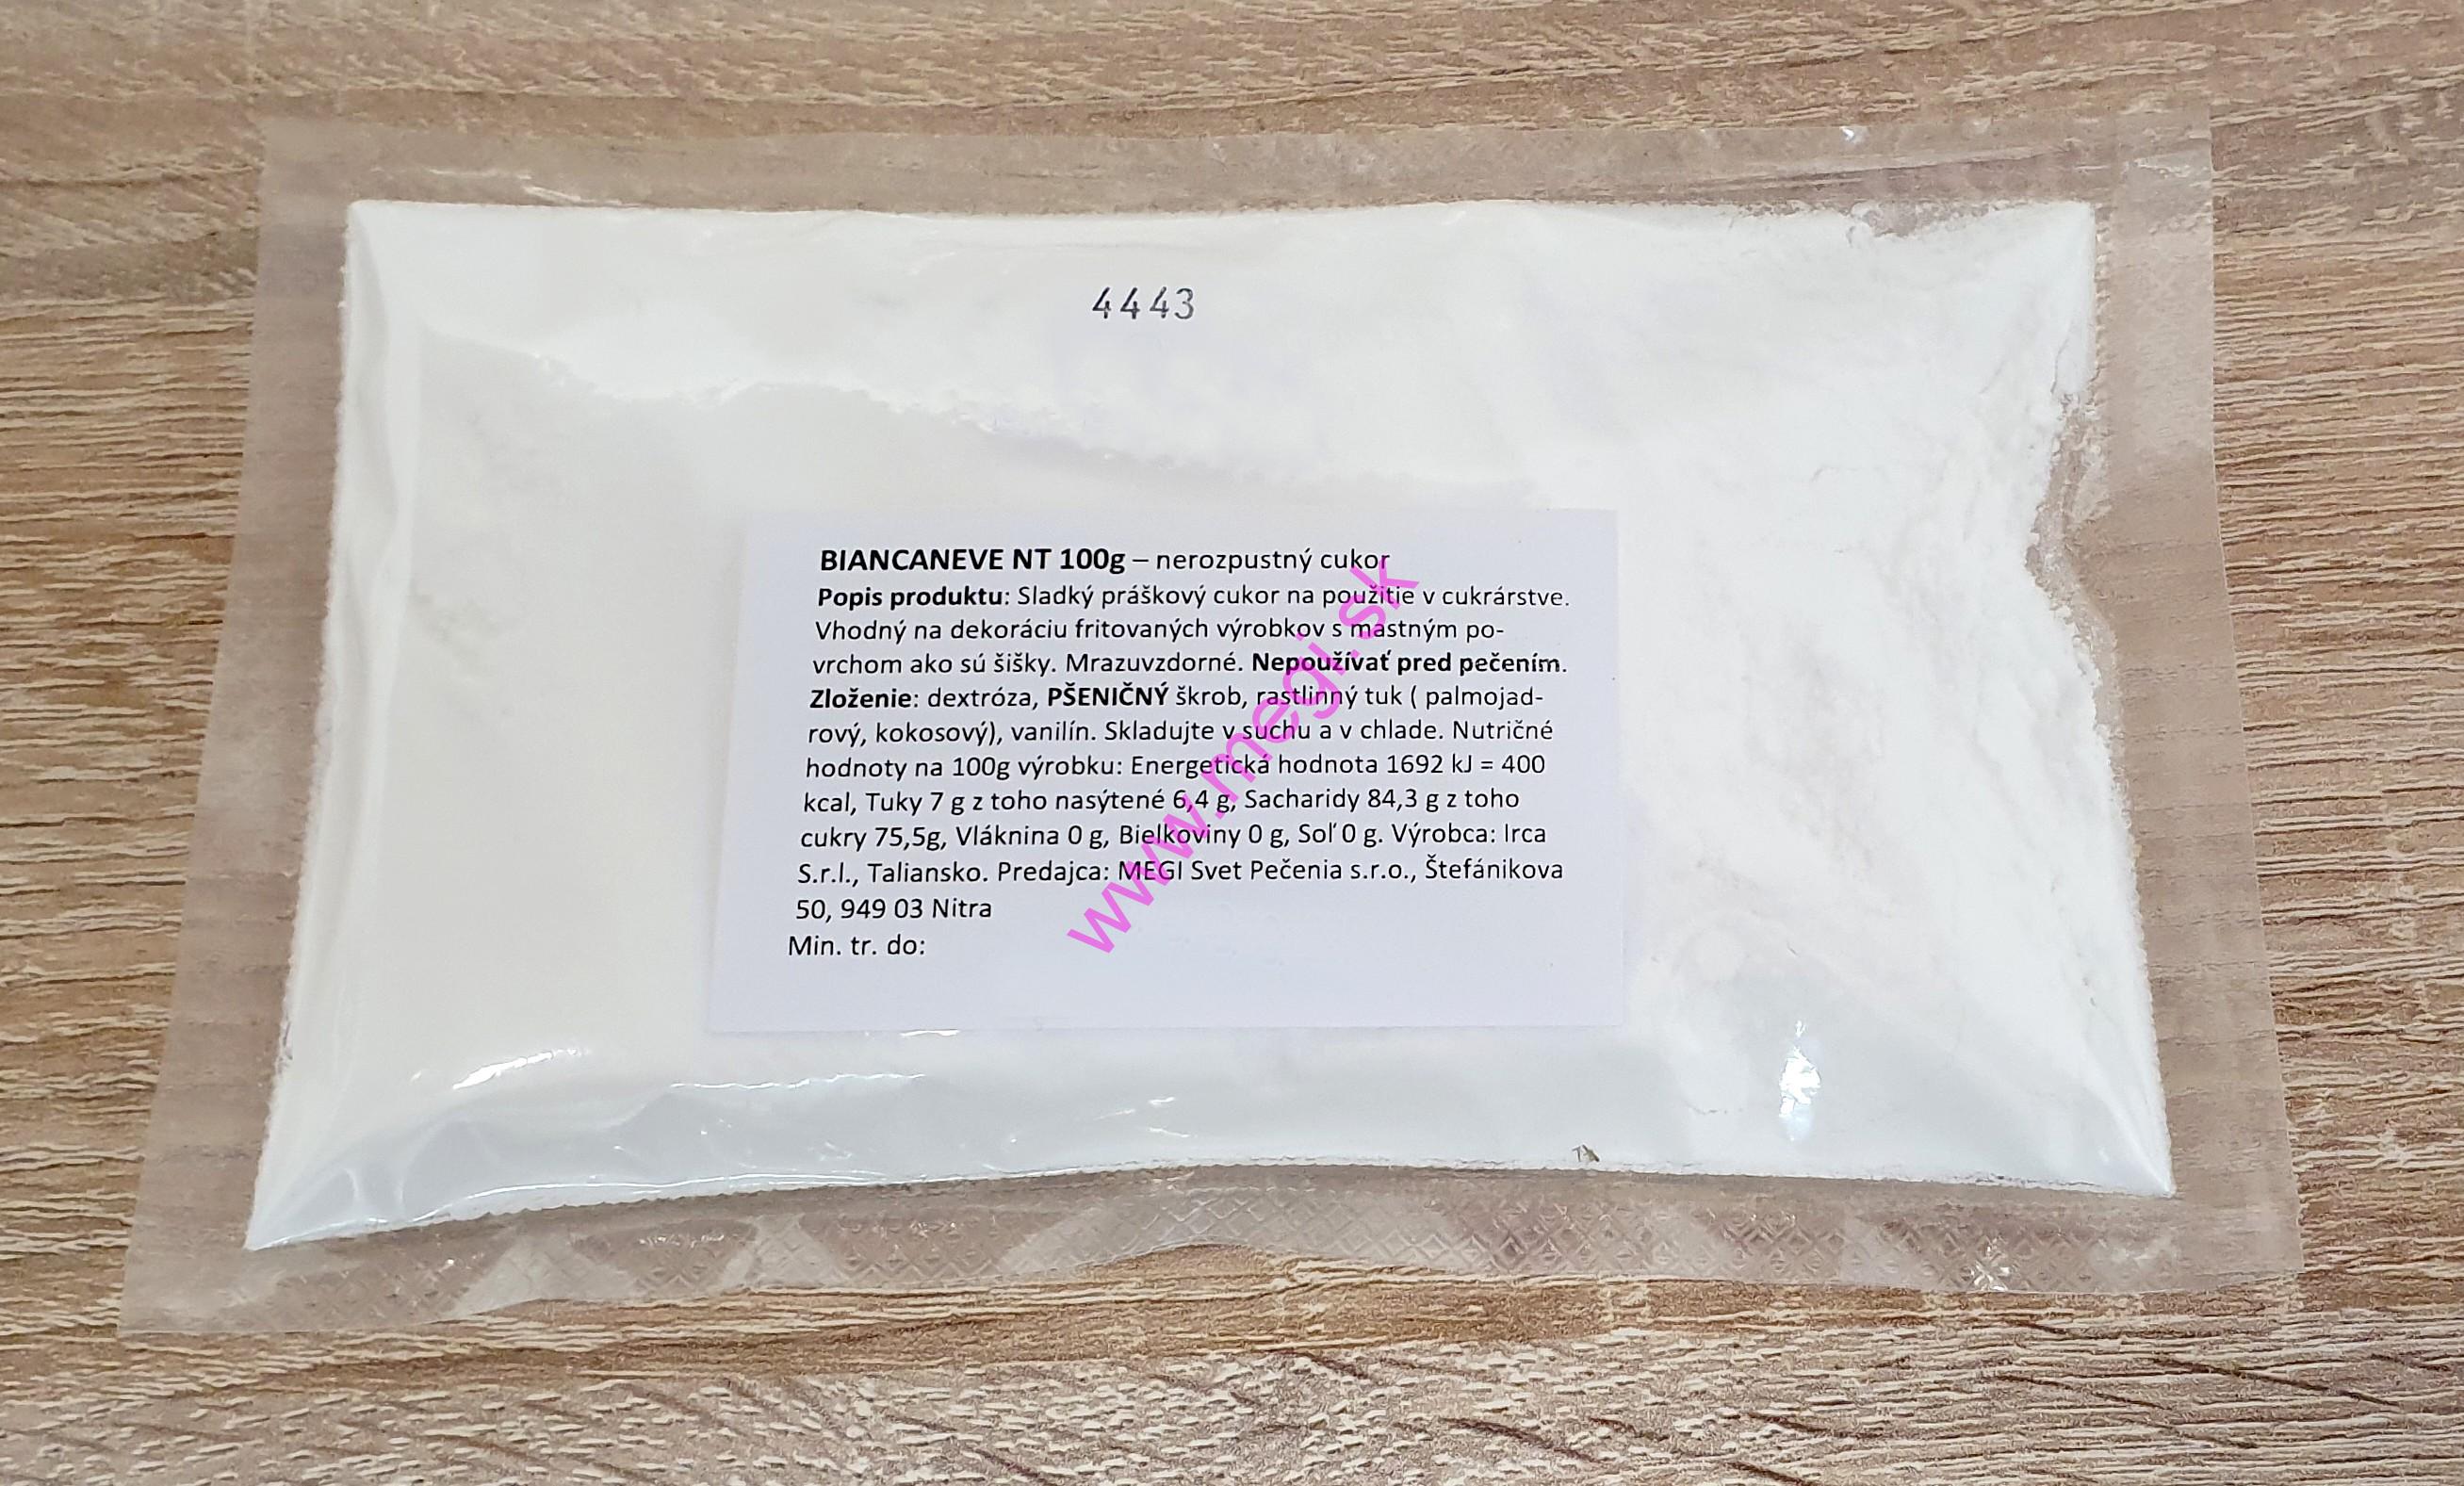 4443
BIANCANEVE NT 100g – nerozpustný cukor
Popis produktu: Sladký práškový cukor na použitie v cukrárstve.
Vhodný na dekoráciu fritovaných výrobkov s mastným po-
vrchom ako sú šišky. Mrazuvzdorné. Nepoužívať pred pečením.
Zloženie: dextróza, PŠENIČNÝ škrob, rastlinný tuk ( palmojad-
rový, kokosový), vanilín. Skladujte v suchu a v chlade. Nutričné
hodnoty na 100g výrobku: Energetická hodnota 1692 kJ = 400
kcal, Tuky 7 g z toho nasýtené 6,4 g, Sacharidy 84,3 g z toho
cukry 75,5g, Vláknina 0 g, Bielkoviny 0 g, Soľ 0 g. Výrobca: Irca
S.r.l., Taliansko. Predajca: MEGI Svet Pečenia s.r.o., Štefánikova
50, 949 03 Nitra
Min. tr. do:
www.megi.sk